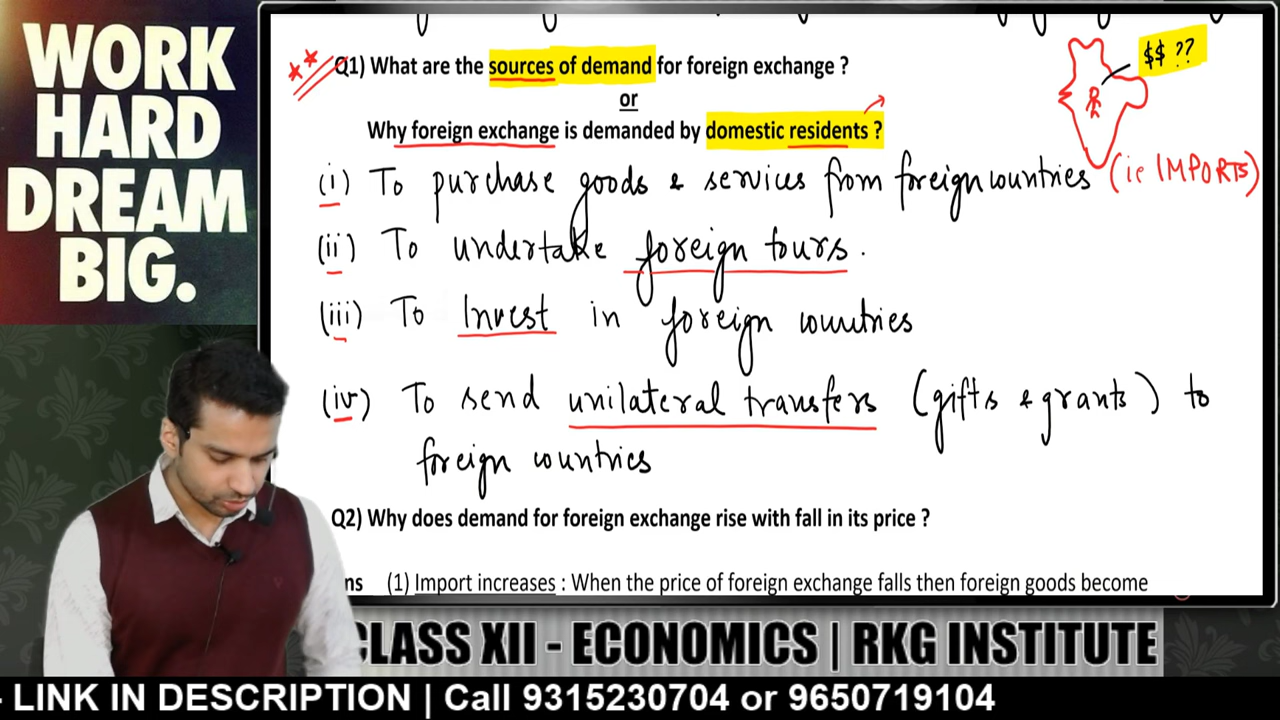 WORK
HARD
DREAM
BIG.
$$ ??
Q1) What are the sources of demand for foreign exchange ?
or
Why foreign exchange is demanded by domestic residents ?
(i) To purchase goods & services from foreign countries (ie IMPORTS)
(ii) To undertake foreign tours.
(iii) To Invest in foreign countries
(iv) To send unilateral transfers (gifts & grants) to
foreign countries
Q2) Why does demand for foreign exchange rise with fall in its price ?
ns (1) Import increases : When the price of foreign exchange falls then foreign goods become
CLASS XII - ECONOMICS | RKG INSTITUTE
LINK IN DESCRIPTION | Call 9315230704 or 9650719104